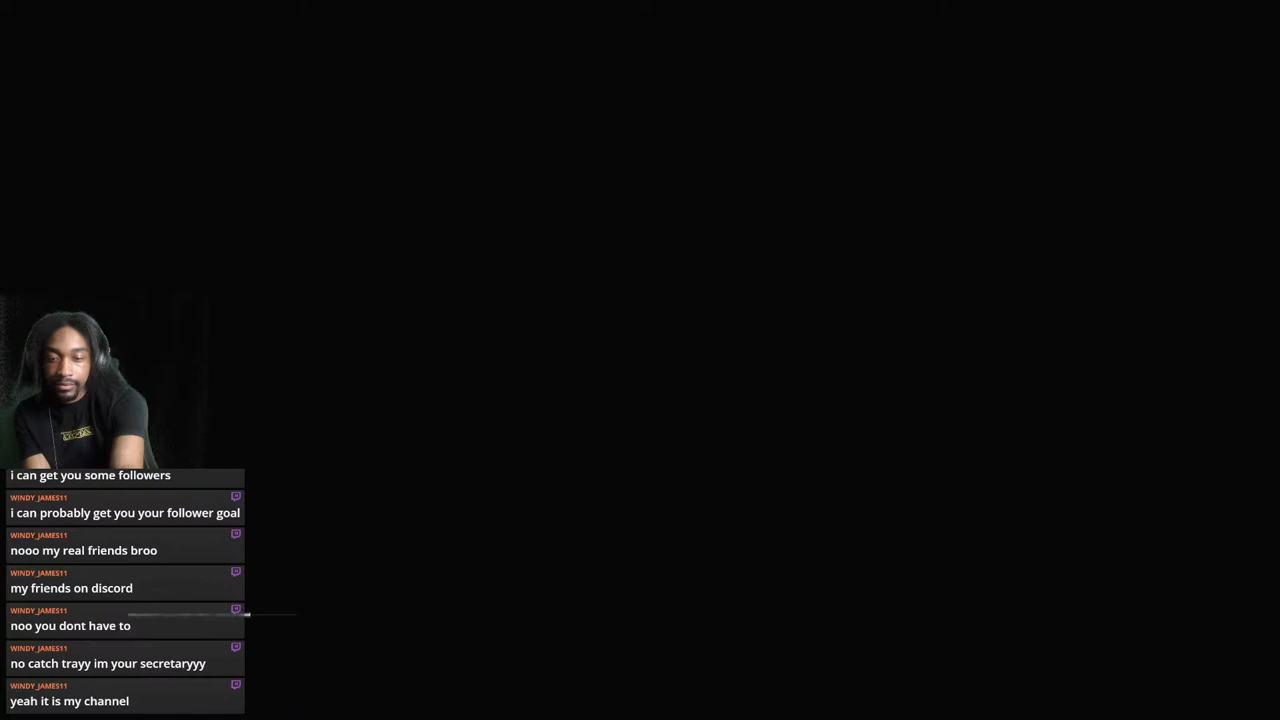 i can get you some followers
WINDY_JAMES11
i can probably get you your follower goal
WINDY_JAMES11
nooo my real friends broo
WINDY_JAMES11
my friends on discord
WINDY_JAMES11
noo you dont have to
WINDY_JAMES11
no catch trayy im your secretaryyy
WINDY_JAMES11
yeah it is my channel